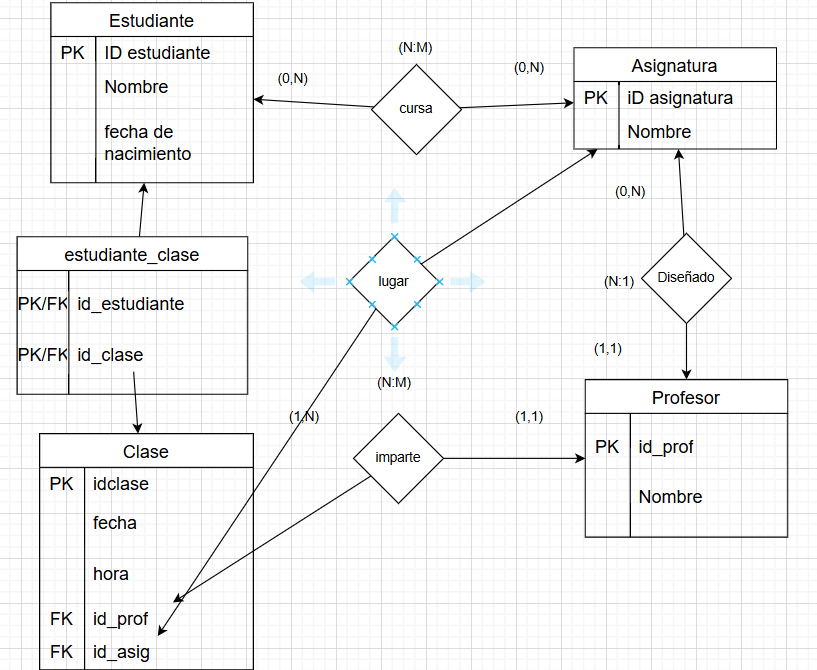 Estudiante
PK ID estudiante
Nombre
fecha de
nacimiento
(0,N)
(N:M)
cursa
(0,N)
Asignatura
PK iD asignatura
Nombre
estudiante_clase
PK/FK id_estudiante
PK/FK id_clase
lugar
(0,N)
(N:1)
Diseñado
(1,1)
(N:M)
(1,N)
imparte
(1,1)
Profesor
PK id_prof
Nombre
Clase
PK idclase
fecha
hora
FK id_prof
FK id_asig